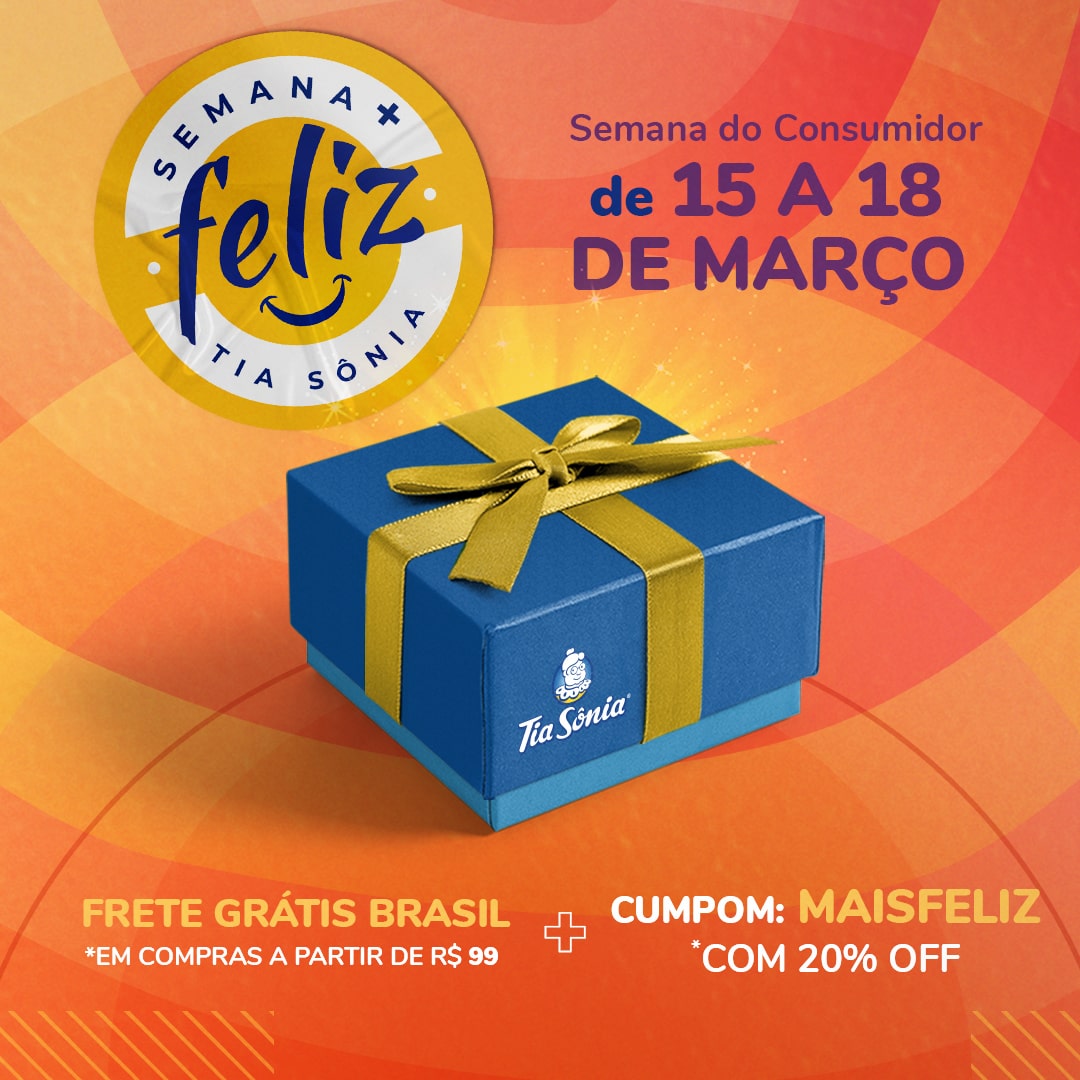 SEMANA +
feliz
TIA SÔNIA
Semana do Consumidor
de 15 A 18
DE MARÇO
Tia Sônia®
FRETE GRÁTIS BRASIL
*EM COMPRAS A PARTIR DE R$ 99
+
CUMPOM: MAISFELIZ
*COM 20% OFF